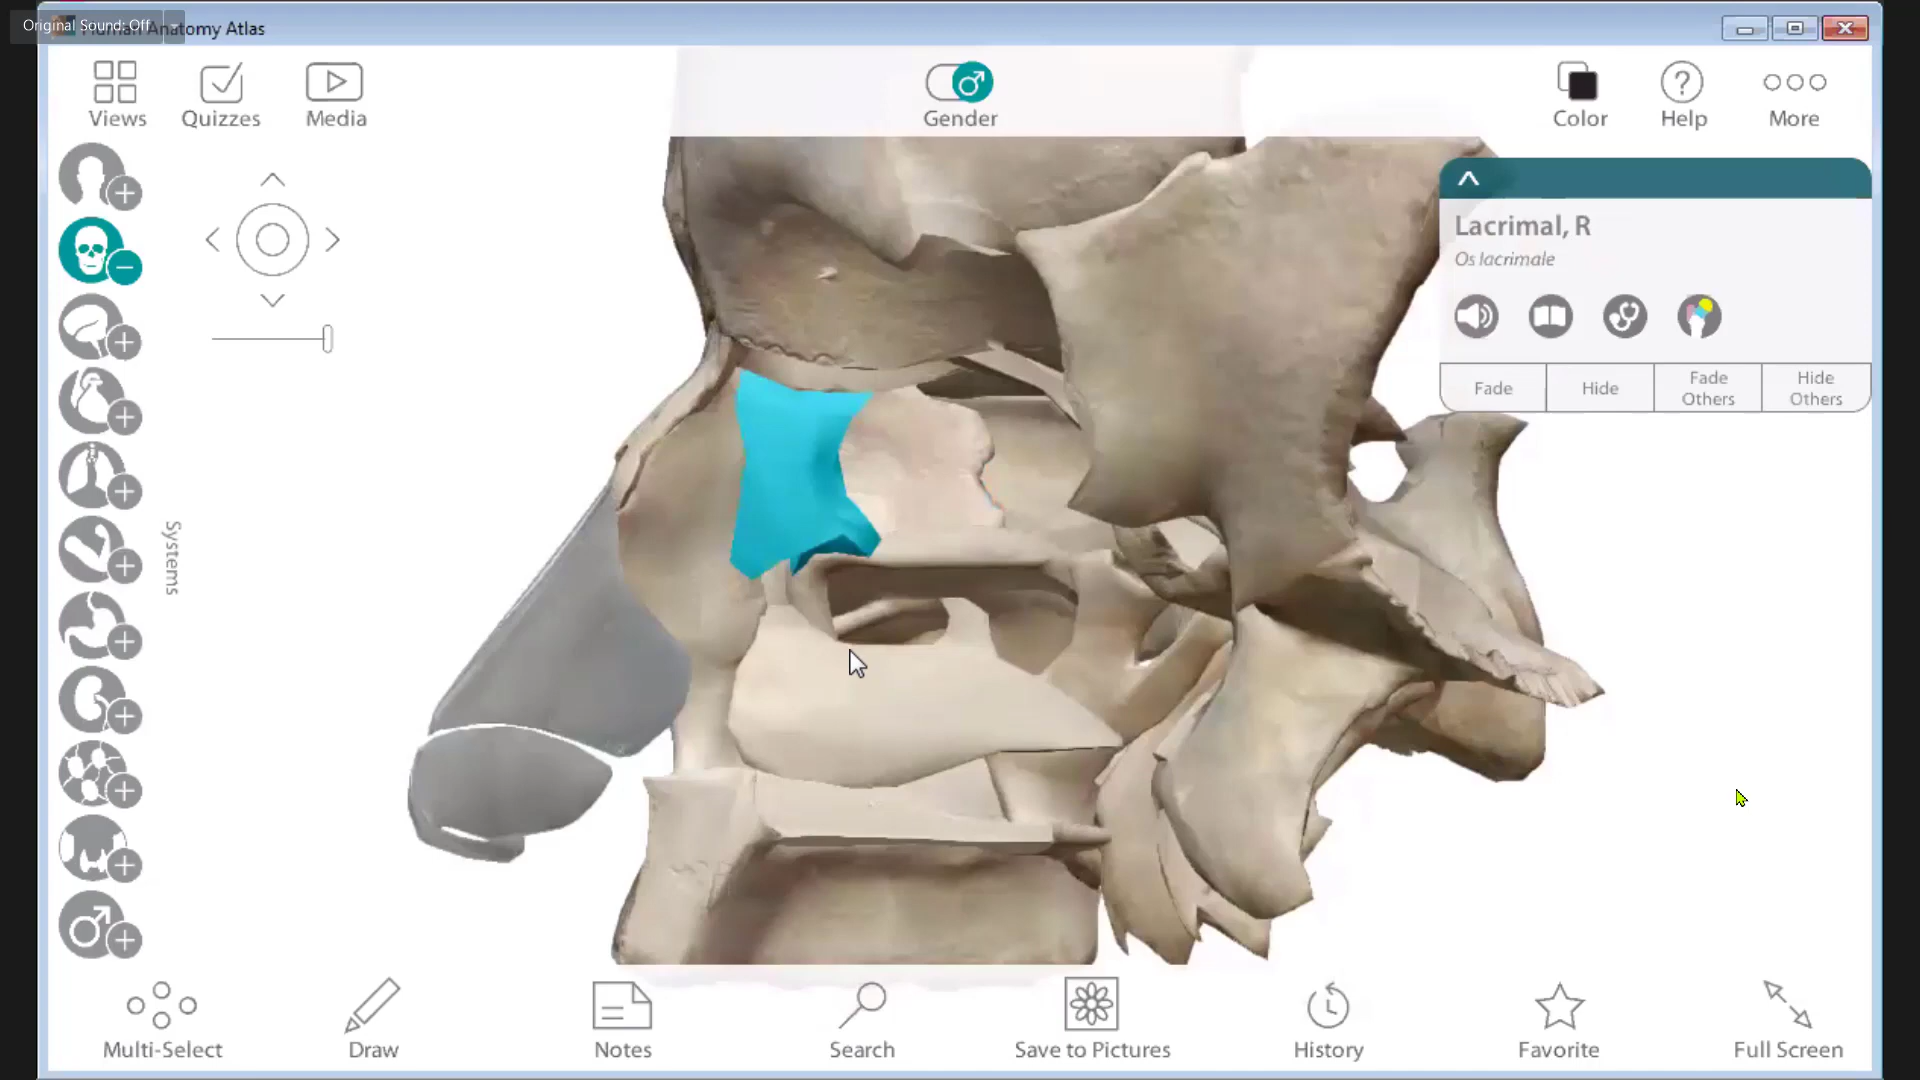 Original Sound: Off
Human Anatomy Atlas
Views
Quizzes
Media
Gender
Color
Help
More
Lacrimal, R
Os lacrimale
Fade
Hide
Fade
Others
Hide
Others
Systems
Multi-Select
Draw
Notes
Search
Save to Pictures
History
Favorite
Full Screen